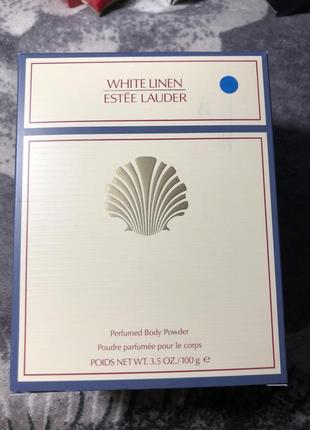 WHITE LINEN
ESTĒE LAUDER
Perfumed Body Powder
Poudre parfumée pour le corps
POIDS NET WT. 3.5 OZ./100 g ℮